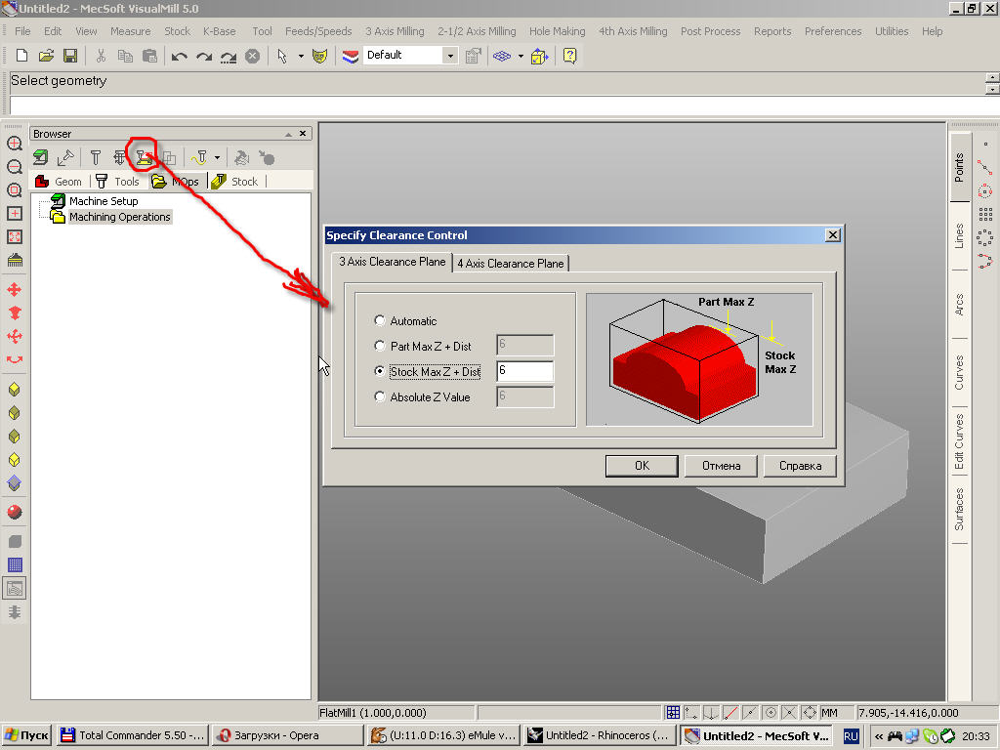 Untitled2 - MecSoft VisualMill 5.0
File Edit View Measure Stock K-Base Tool Feeds/Speeds 3 Axis Milling 2-1/2 Axis Milling Hole Making 4th Axis Milling Post Process Reports Preferences Utilities Help
Default
Select geometry
Browser
Geom Tools MOps Stock
Machine Setup
Machining Operations
Specify Clearance Control
3 Axis Clearance Plane 4 Axis Clearance Plane
Automatic
Part Max Z + Dist 6
Stock Max Z + Dist 6
Absolute Z Value 6
Part Max Z
Stock
Max Z
OK Отмена Справка
Points
Lines
Arcs
Curves
Edit Curves
Surfaces
FlatMill1 (1.000,0.000) MM 7.905,-14.416,0.000
Пуск Total Commander 5.50 -... Загрузки - Opera (U:11.0 D:16.3) eMule v... Untitled2 - Rhinoceros (... Untitled2 - MecSoft V... RU « 20:33